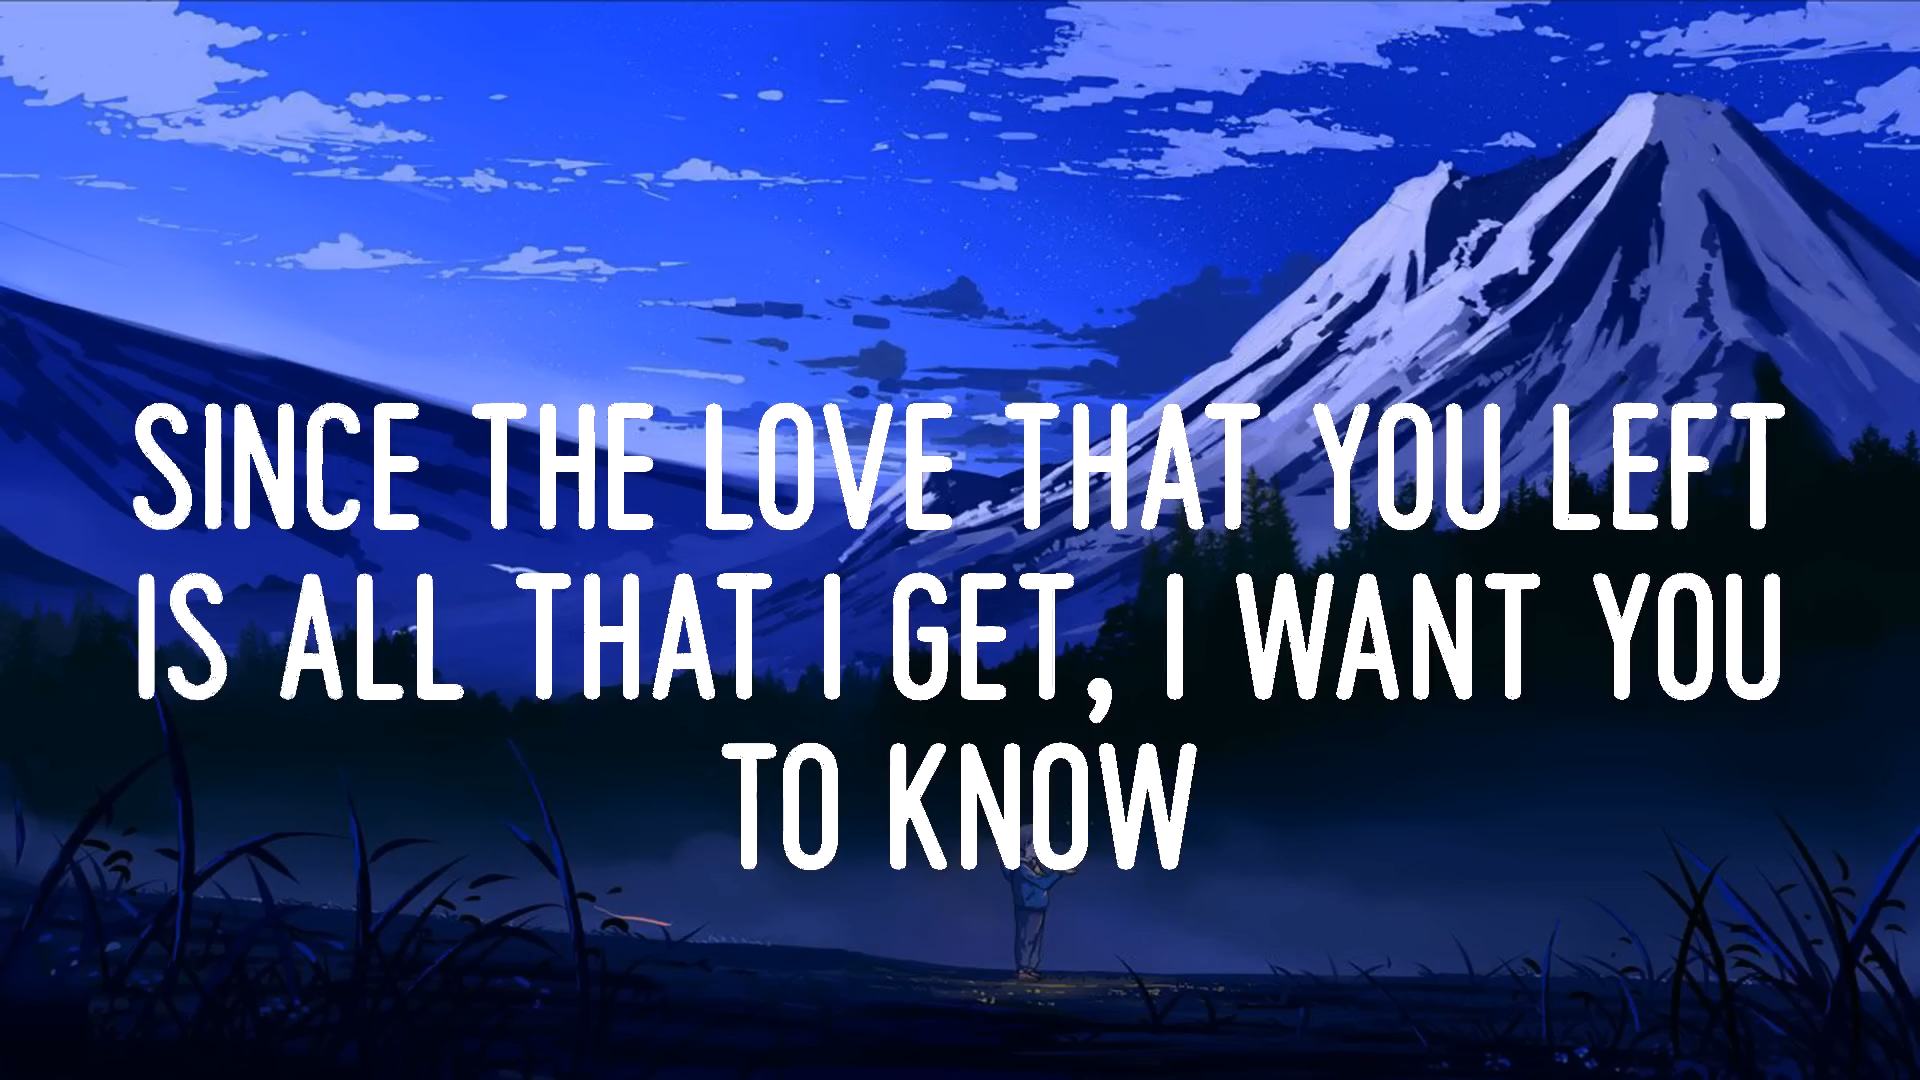 SINCE THE LOVE THAT YOU LEFT
IS ALL THAT I GET, I WANT YOU
TO KNOW